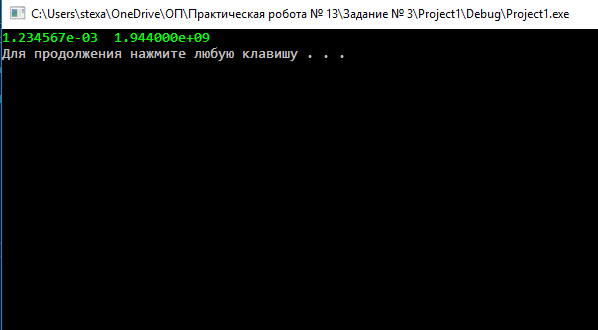 C:\Users\stexa\OneDrive\ОП\Практическая робота № 13\Задание № 3\Project1\Debug\Project1.exe
1.234567e-03  1.944000e+09
Для продолжения нажмите любую клавишу . . .